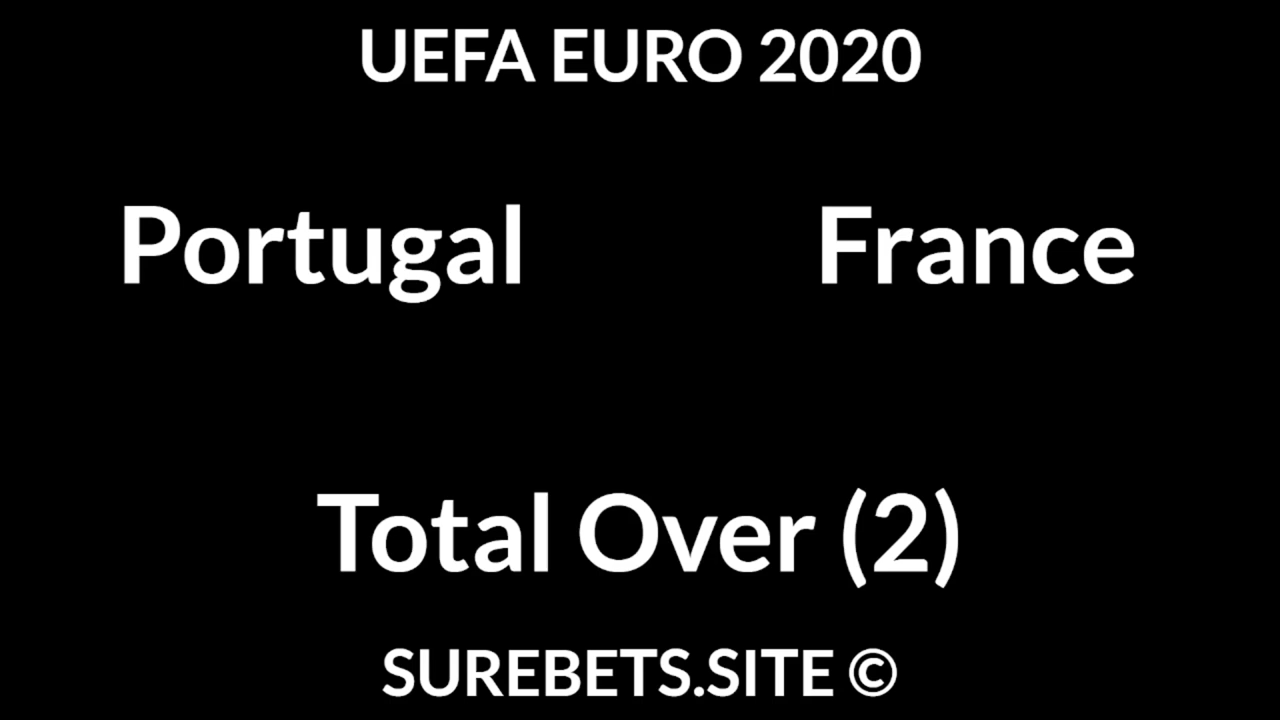 UEFA EURO 2020
Portugal France
Total Over (2)
SUREBETS.SITE ©